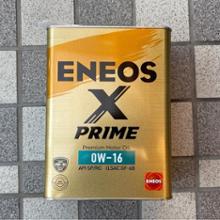 ENEOS
X
PRIME
Premium Motor Oil
0W-16
API SP/RC ILSAC GF-6B
ENEOS